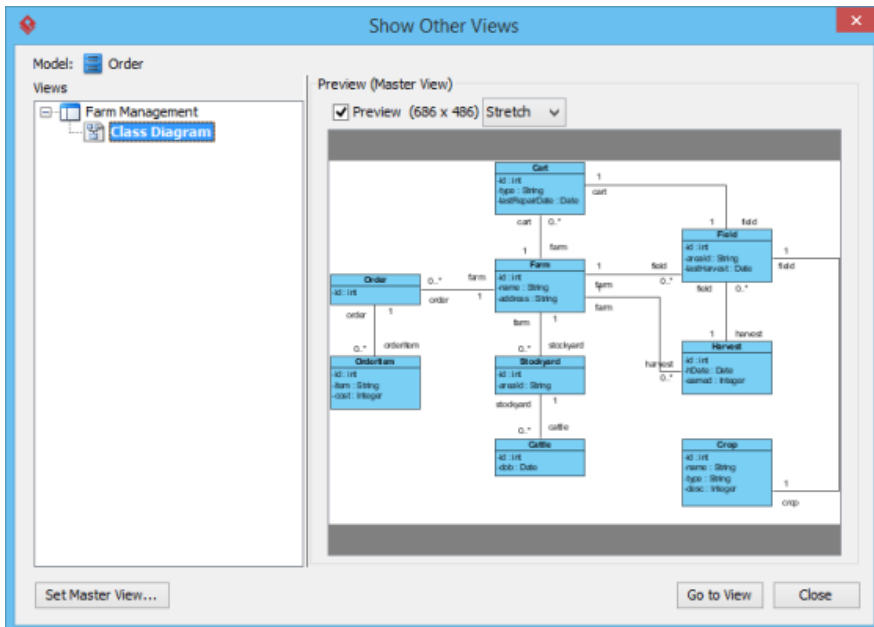 Show Other Views
Model: Order
Views
Farm Management
Class Diagram
Preview (Master View)
Preview (686 x 486) Stretch
Cart
-id : int
-type : String
-lastRepairDate : Date
1
cart
cart 0..*
1 farm
1 field
Field
-id : int
-areaId : String
-lastHarvest : Date
1
field
field 0..*
Farm
-id : int
-name : String
-address : String
1
farm
field
0..*
farm
Order
-id : int
0..* farm
order 1
order 1
0..* orderItem
OrderItem
-id : int
-item : String
-cost : Integer
farm 1
0..* stockyard
Stockyard
-id : int
-areaId : String
stockyard 1
0..* cattle
Cattle
-id : int
-dob : Date
1 harvest
harvest
0..*
Harvest
-id : int
-hDate : Date
-earned : Integer
Crop
-id : int
-name : String
-type : String
-desc : Integer
1
crop
Set Master View...
Go to View
Close